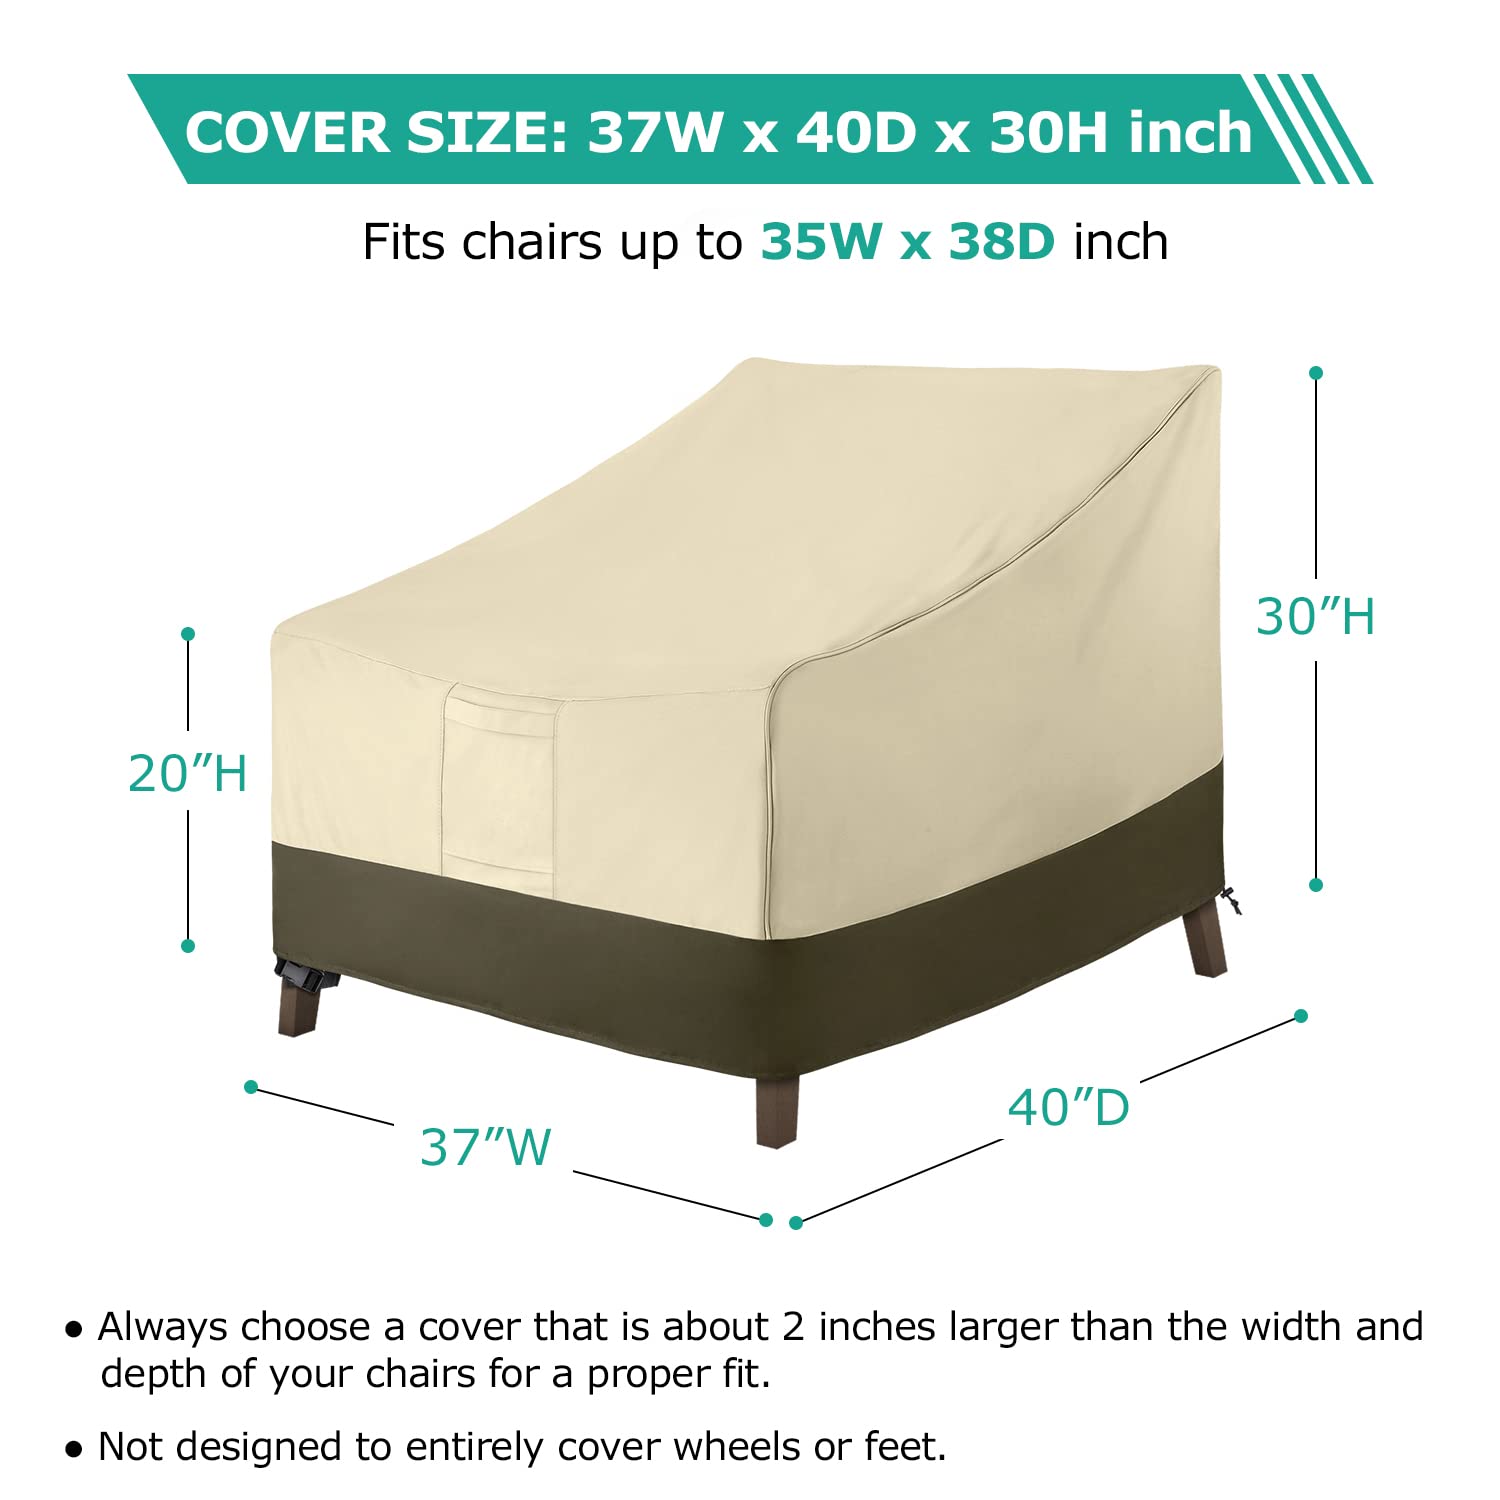 COVER SIZE: 37W x 40D x 30H inch
Fits chairs up to 35W x 38D inch
30”H
20”H
40”D
37”W
● Always choose a cover that is about 2 inches larger than the width and
depth of your chairs for a proper fit.
● Not designed to entirely cover wheels or feet.